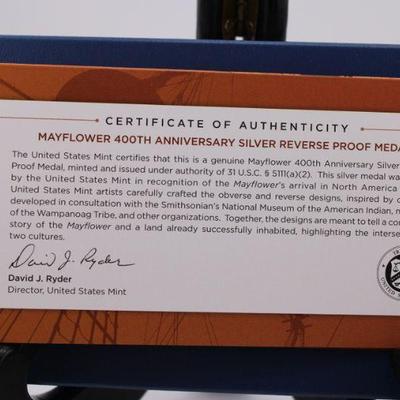 CERTIFICATE OF AUTHENTICITY
MAYFLOWER 400TH ANNIVERSARY SILVER REVERSE PROOF MEDA
The United States Mint certifies that this is a genuine Mayflower 400th Anniversary Silver
Proof Medal, minted and issued under authority of 31 U.S.C. § 5111(a)(2). This silver medal wa
by the United States Mint in recognition of the Mayflower's arrival in North America
United States Mint artists carefully crafted the obverse and reverse designs, inspired by c
developed in consultation with the Smithsonian's National Museum of the American Indian, m
of the Wampanoag Tribe, and other organizations. Together, the designs are meant to tell a co
story of the Mayflower and a land already successfully inhabited, highlighting the interse
two cultures.
David J. Ryder
David J. Ryder
Director, United States Mint